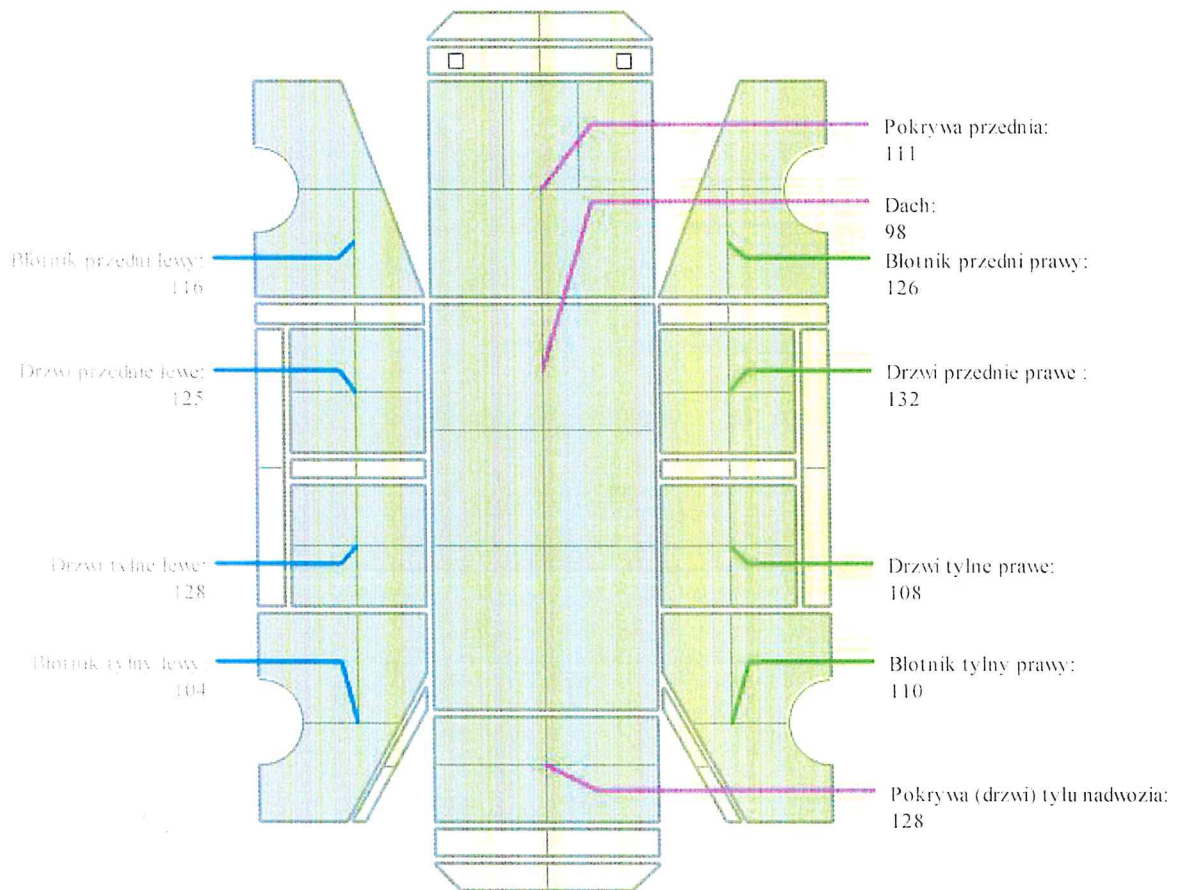 Pokrywa przednia:
111
Dach:
98
Błotnik przedni lewy:
116
Błotnik przedni prawy:
126
Drzwi przednie lewe:
125
Drzwi przednie prawe :
132
Drzwi tylne lewe:
128
Drzwi tylne prawe:
108
Błotnik tylny lewy:
104
Błotnik tylny prawy:
110
Pokrywa (drzwi) tylu nadwozia:
128